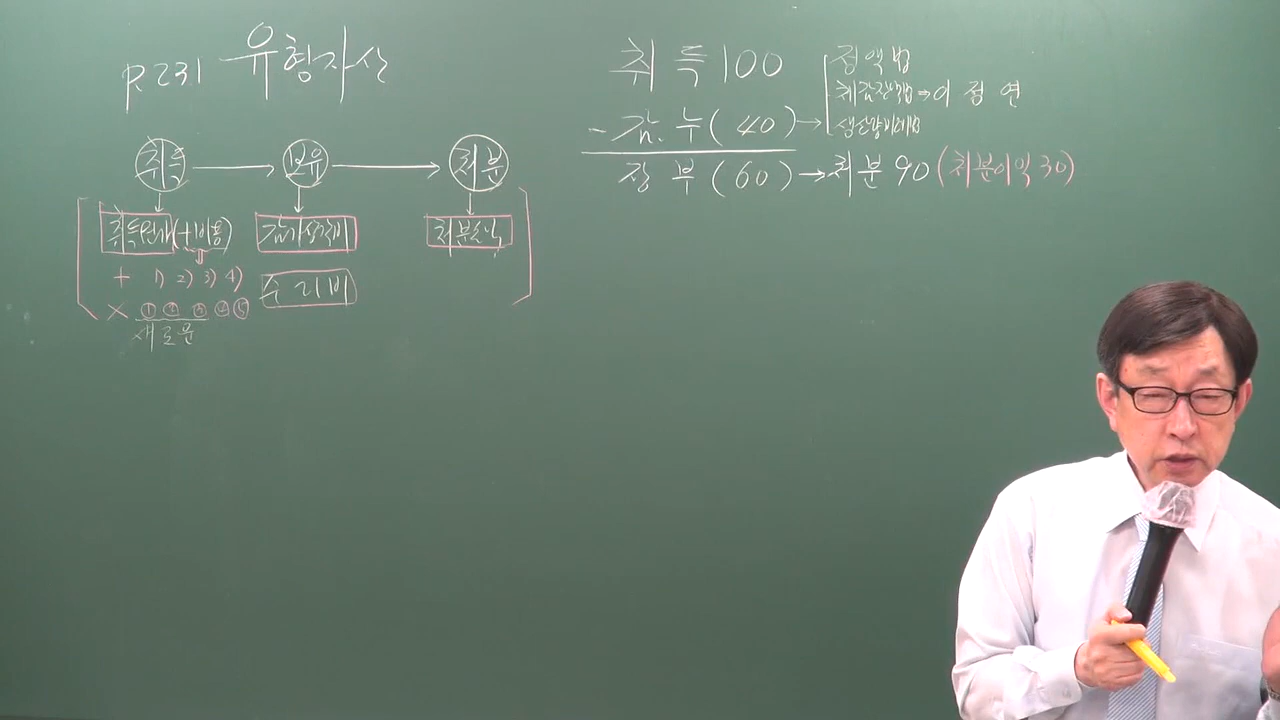 P. 231 유형자산
취득 → 보유 → 처분
취득원가(+비용) 감가상각비 처분손익
+ 1) 2) 3) 4) 수리비
× ① ② ③ ④ ⑤
새로운
취득 100
- 감.누 (40) →
정액법
체감잔액법 → 이 정 연
생산량비례법
장부 (60) → 처분 90 (처분이익 30)